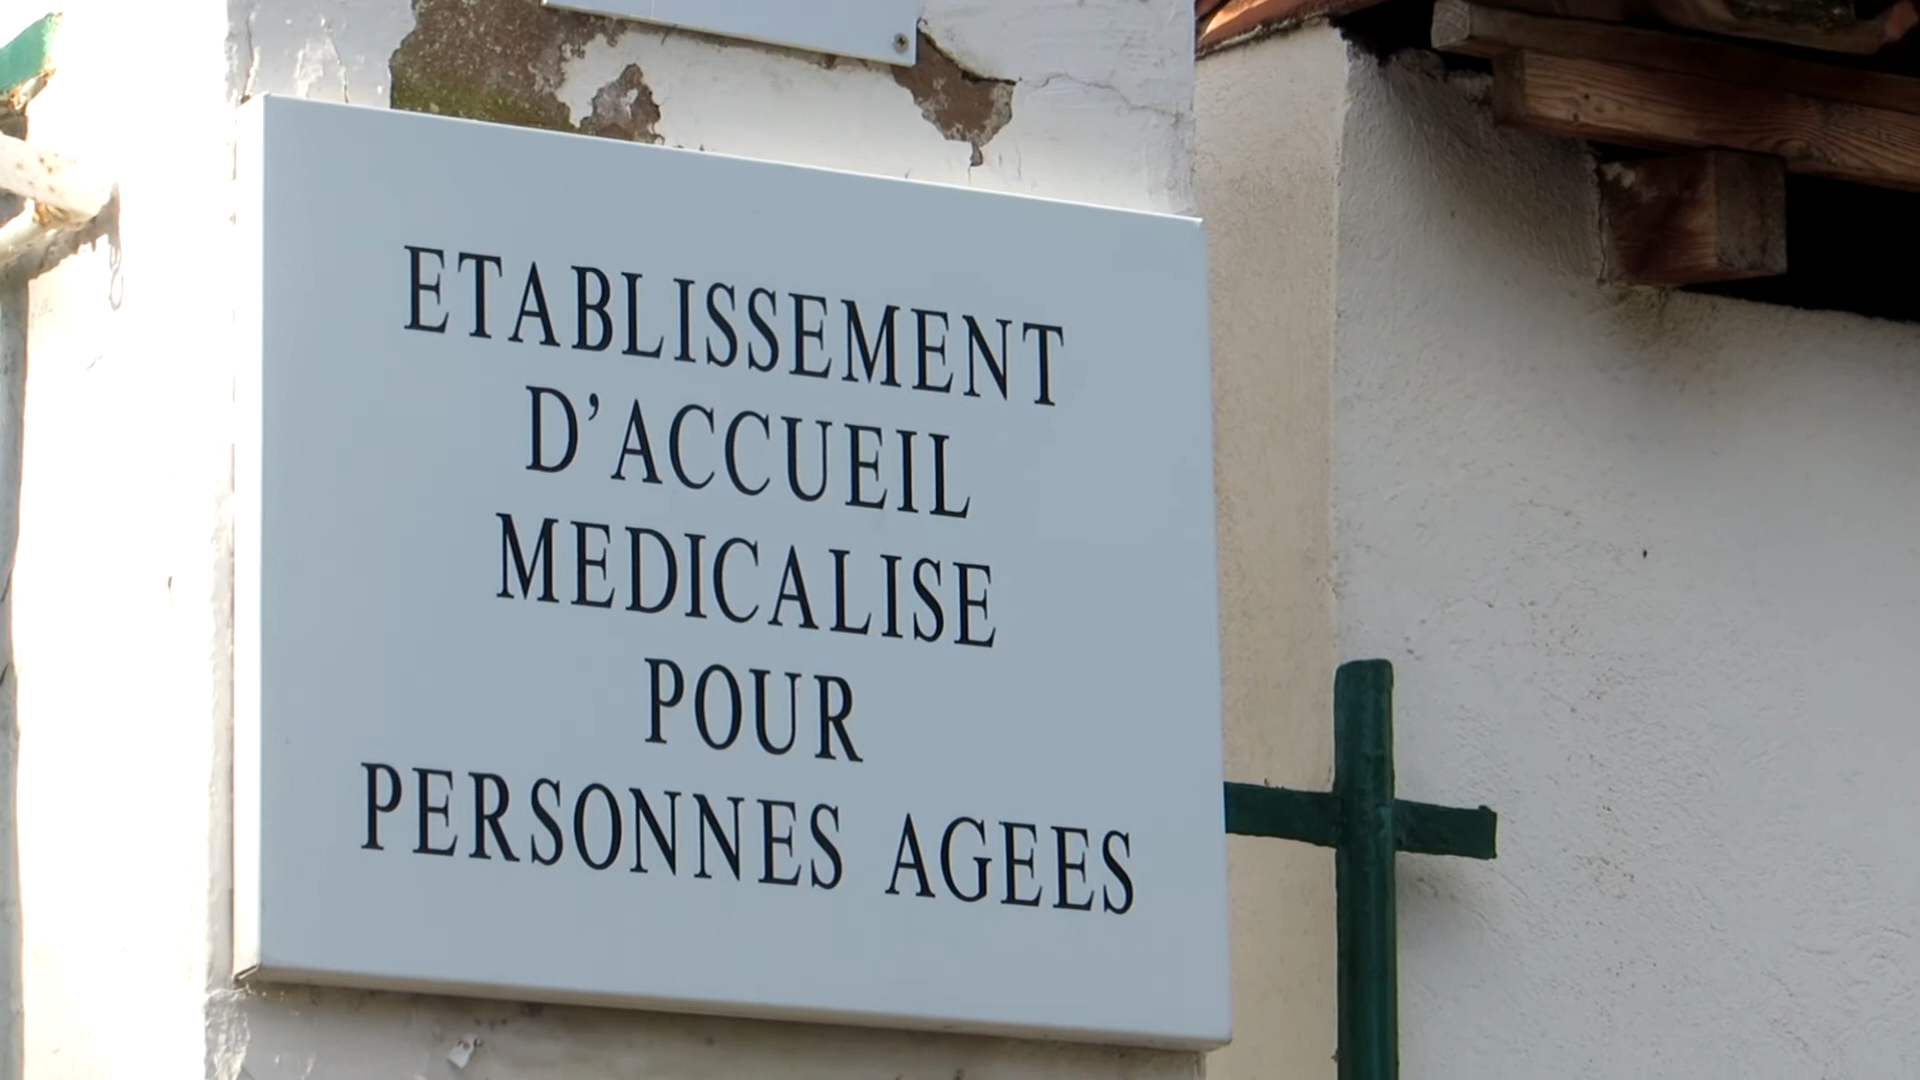 ETABLISSEMENT
D'ACCUEIL
MEDICALISE
POUR
PERSONNES AGEES